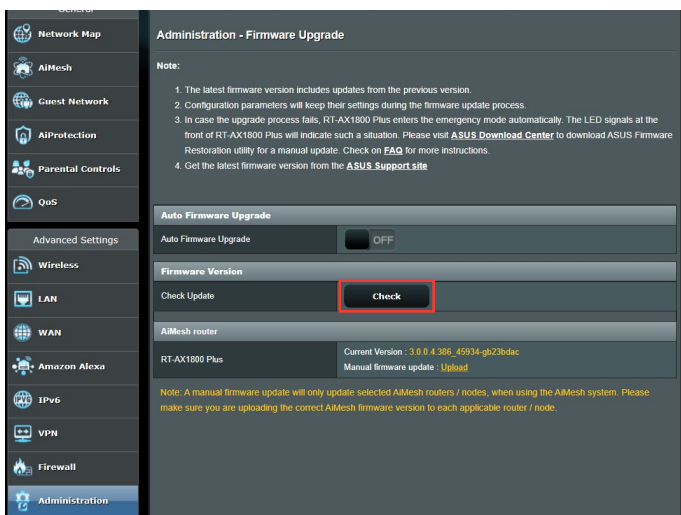 General
Network Map
AiMesh
Guest Network
AiProtection
Parental Controls
QoS
Advanced Settings
Wireless
LAN
WAN
Amazon Alexa
IPv6
VPN
Firewall
Administration
Administration - Firmware Upgrade
Note:
1. The latest firmware version includes updates from the previous version.
2. Configuration parameters will keep their settings during the firmware update process.
3. In case the upgrade process fails, RT-AX1800 Plus enters the emergency mode automatically. The LED signals at the
front of RT-AX1800 Plus will indicate such a situation. Please visit ASUS Download Center to download ASUS Firmware
Restoration utility for a manual update. Check on FAQ for more instructions.
4. Get the latest firmware version from the ASUS Support site
Auto Firmware Upgrade
Auto Firmware Upgrade OFF
Firmware Version
Check Update Check
AiMesh router
RT-AX1800 Plus
Current Version : 3.0.0.4.386_45934-gb23bdac
Manual firmware update : Upload
Note: A manual firmware update will only update selected AiMesh routers / nodes, when using the AiMesh system. Please
make sure you are uploading the correct AiMesh firmware version to each applicable router / node.